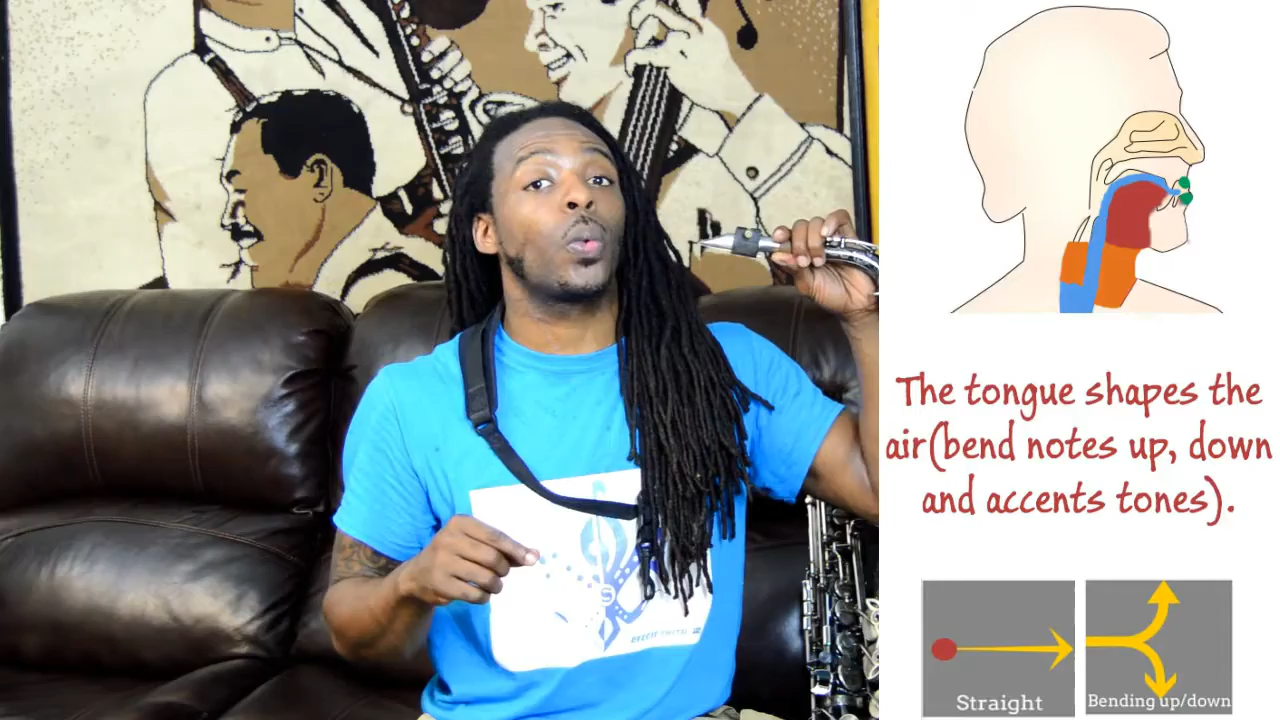 The tongue shapes the
air(bend notes up, down
and accents tones).
Straight
Bending up/down